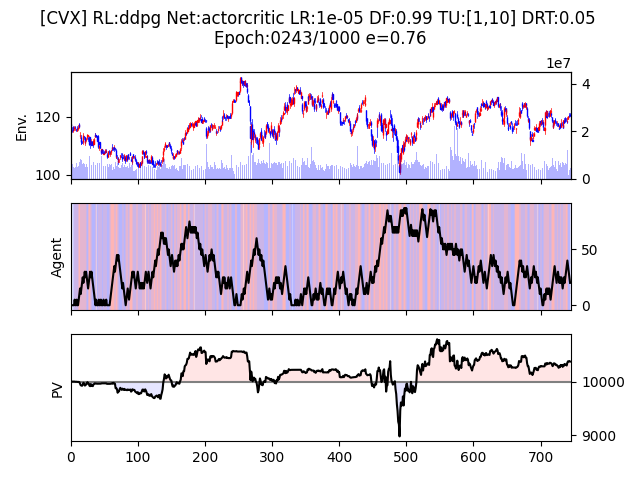 [CVX] RL:ddpg Net:actorcritic LR:1e-05 DF:0.99 TU:[1,10] DRT:0.05
Epoch:0243/1000 e=0.76
1e7
Env.
120
100
4
2
0
Agent
50
0
PV
10000
9000
0
100
200
300
400
500
600
700